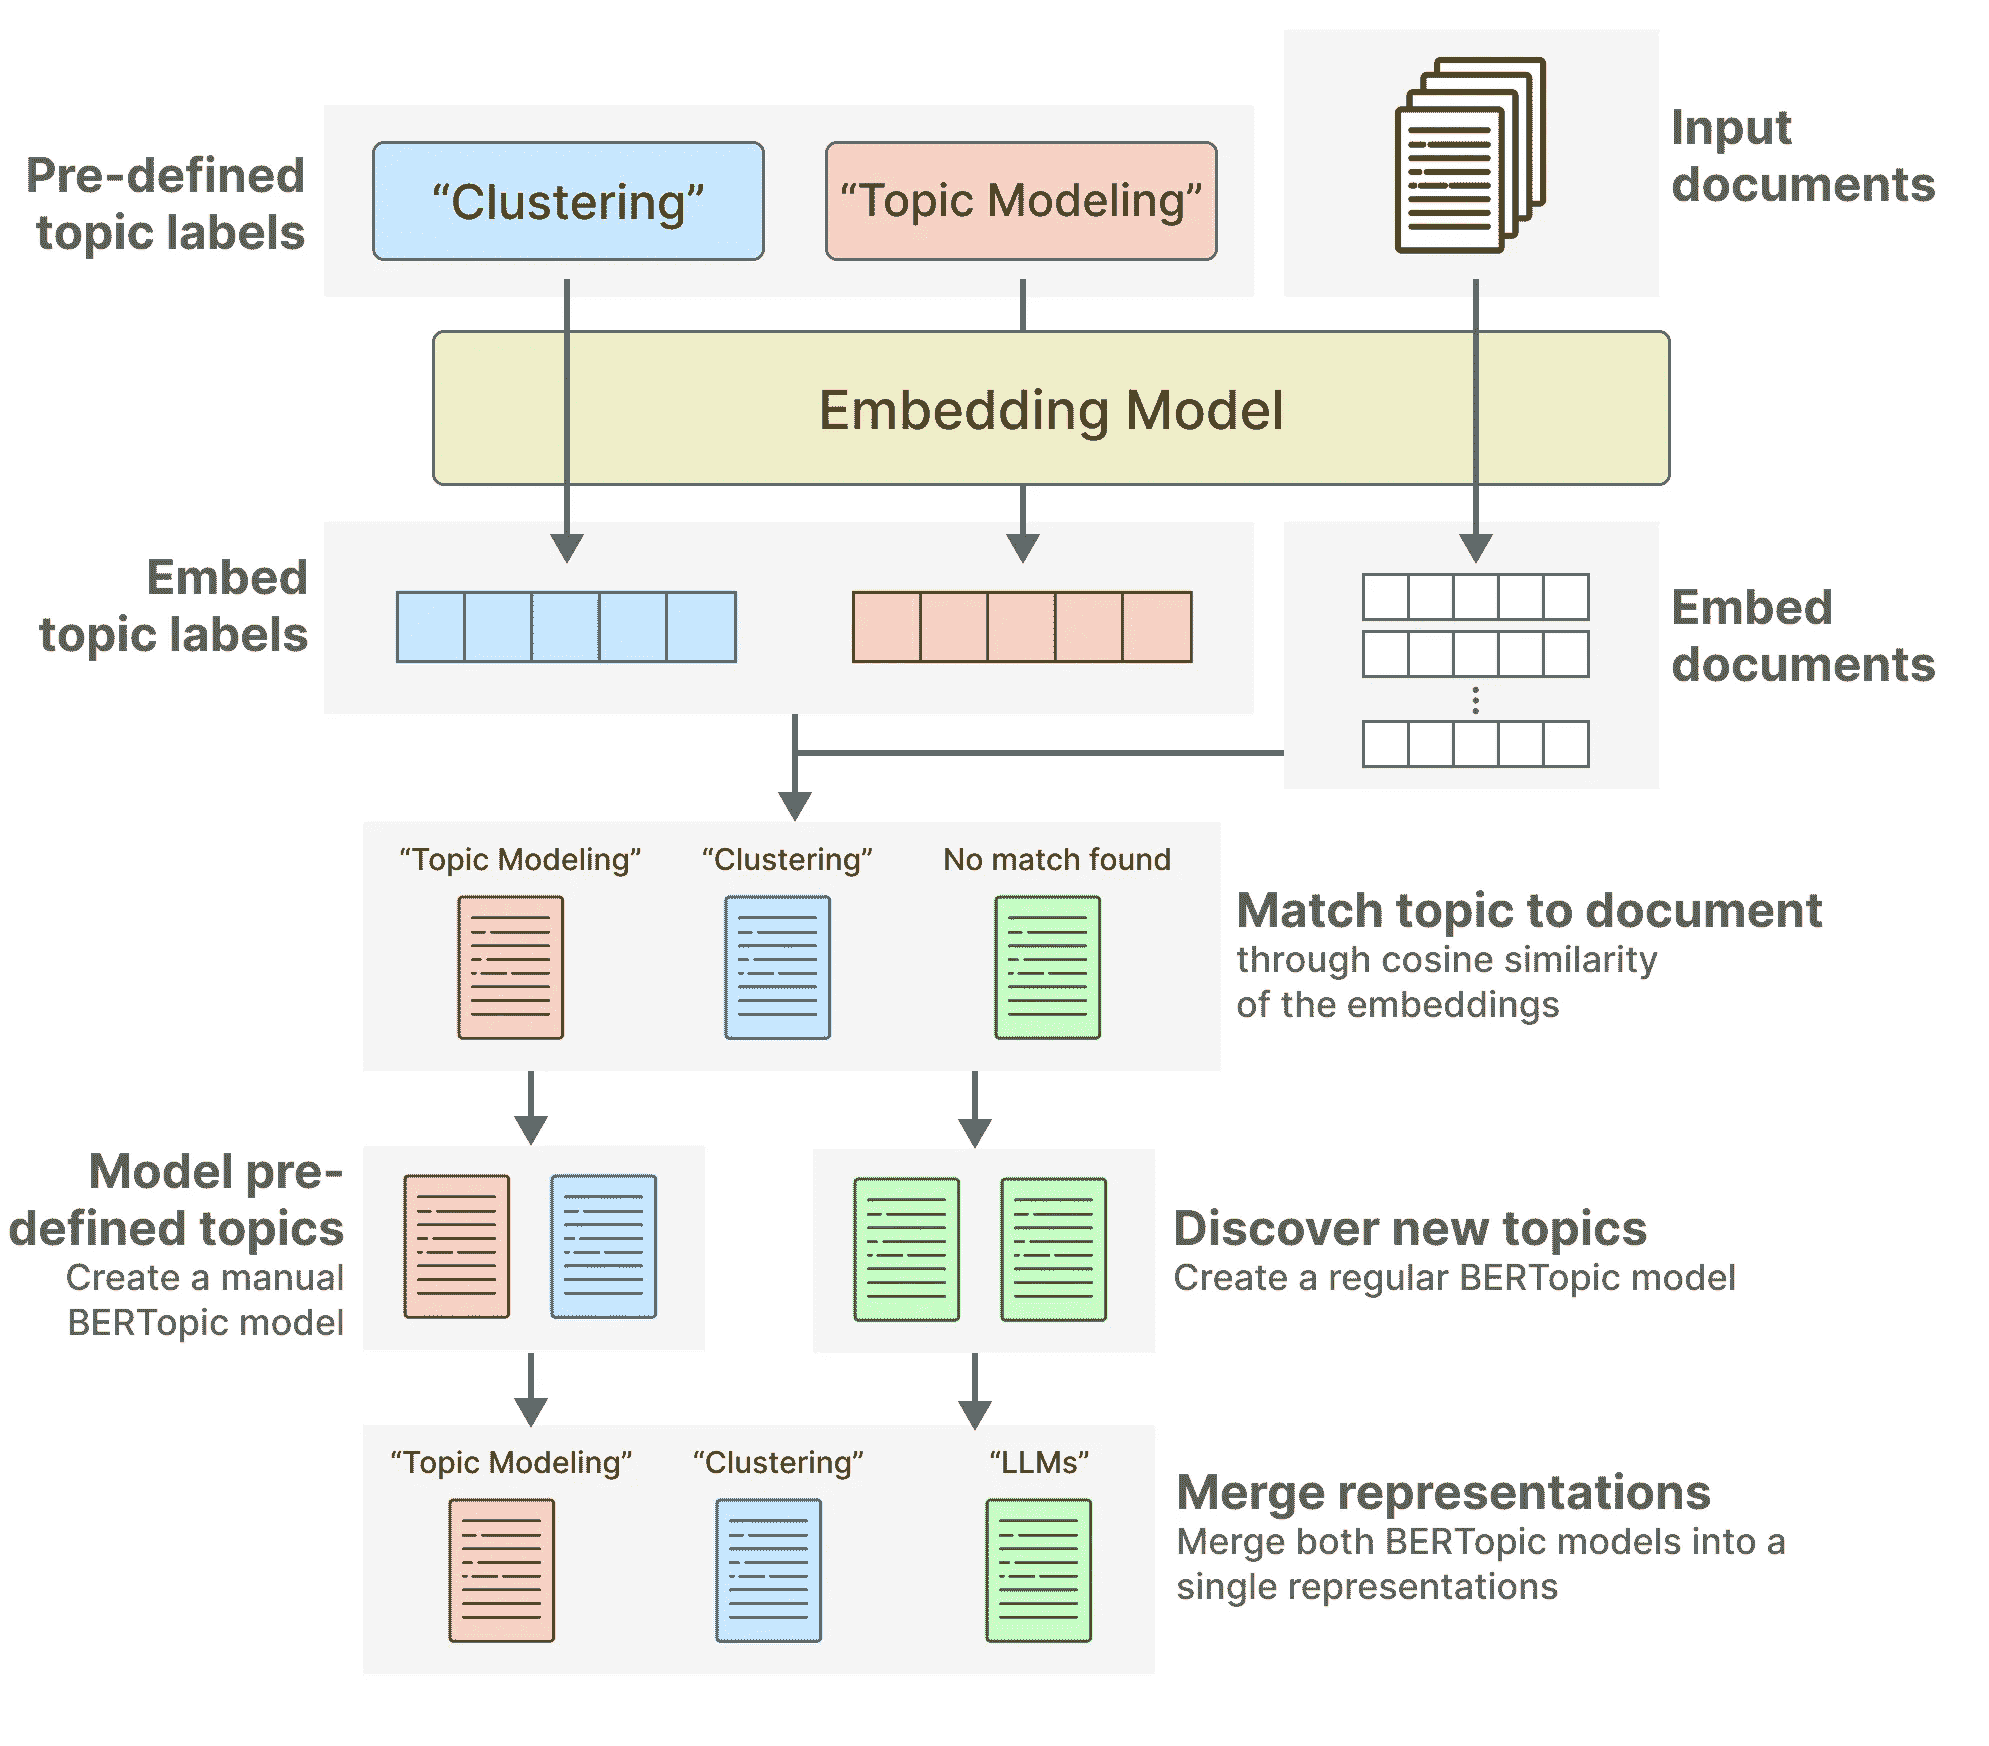 Pre-defined
topic labels
“Clustering”
“Topic Modeling”
Input
documents
Embedding Model
Embed
topic labels
Embed
documents
“Topic Modeling”
“Clustering”
No match found
Match topic to document
through cosine similarity
of the embeddings
Model pre-
defined topics
Create a manual
BERTopic model
Discover new topics
Create a regular BERTopic model
“Topic Modeling”
“Clustering”
“LLMs”
Merge representations
Merge both BERTopic models into a
single representations